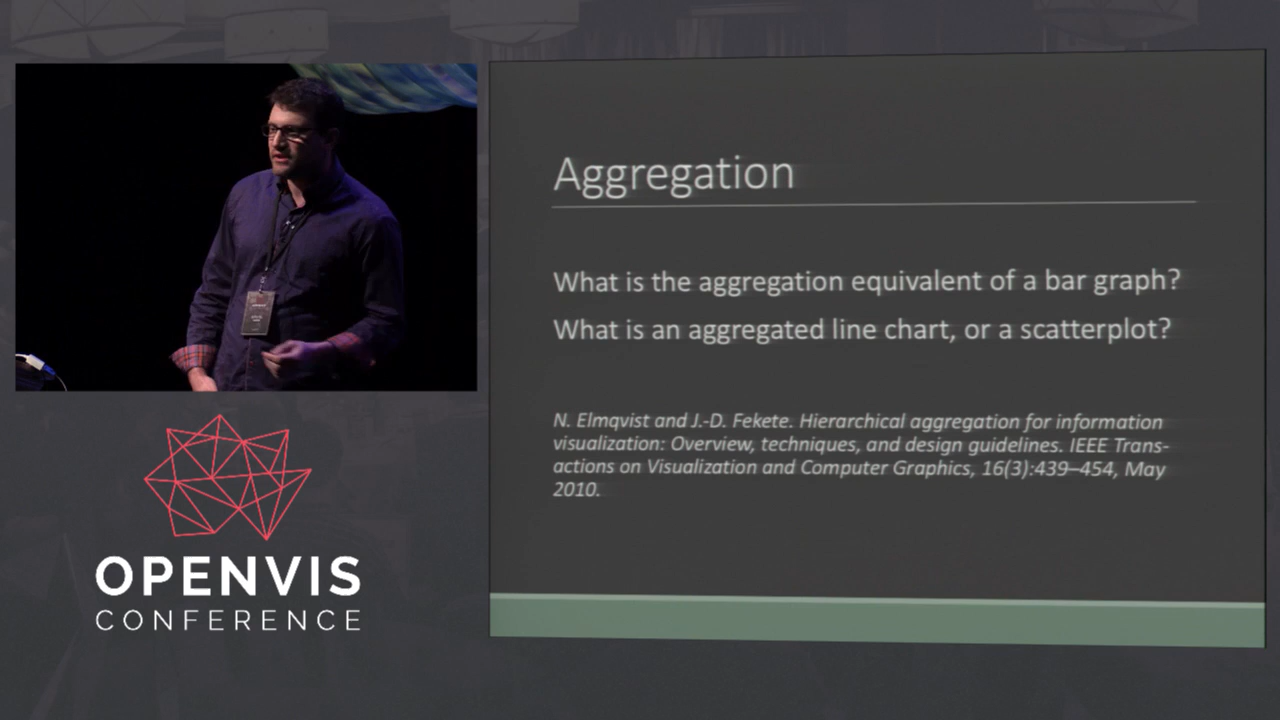 Aggregation
What is the aggregation equivalent of a bar graph?
What is an aggregated line chart, or a scatterplot?
N. Elmqvist and J.-D. Fekete. Hierarchical aggregation for information
visualization: Overview, techniques, and design guidelines. IEEE Trans-
actions on Visualization and Computer Graphics, 16(3):439–454, May
2010.
OPENVIS
CONFERENCE